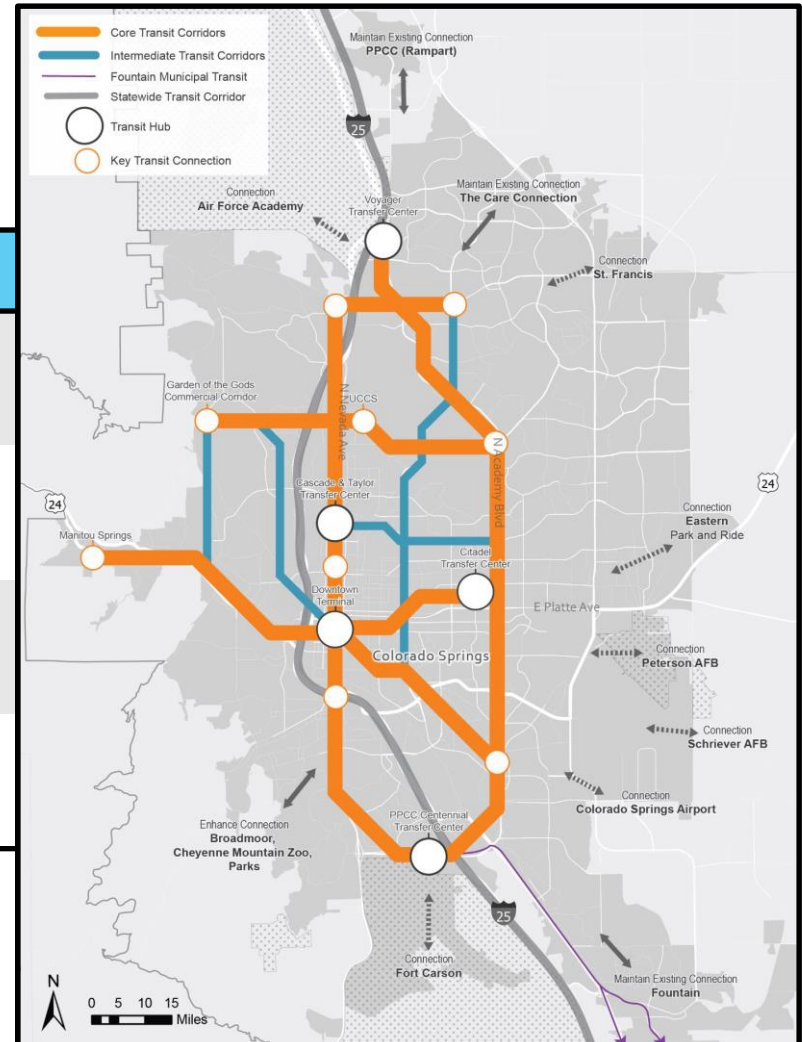 Core Transit Corridors
Intermediate Transit Corridors
Fountain Municipal Transit
Statewide Transit Corridor
Transit Hub
Key Transit Connection
Maintain Existing Connection
PPCC (Rampart)
25
Connection
Air Force Academy
Voyager
Transfer Center
Maintain Existing Connection
The Care Connection
Connection
St. Francis
Garden of the Gods
Commercial Corridor
N Nevada Ave
UCCS
N Academy Blvd
Cascade & Taylor
Transfer Center
24
24
Manitou Springs
Connection
Eastern
Park and Ride
Citadel
Transfer Center
Downtown
Terminal
E Platte Ave
Colorado Springs
Connection
Peterson AFB
Connection
Schriever AFB
Connection
Colorado Springs Airport
Enhance Connection
Broadmoor,
Cheyenne Mountain Zoo,
Parks
PPCC Centennial
Transfer Center
25
Connection
Fort Carson
Maintain Existing Connection
Fountain
N
0 5 10 15
Miles